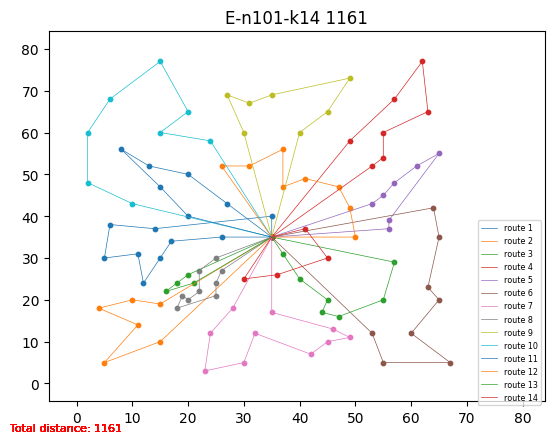 E-n101-k14 1161
80
70
60
50
40
30
20
10
0
0 10 20 30 40 50 60 70 80
route 1
route 2
route 3
route 4
route 5
route 6
route 7
route 8
route 9
route 10
route 11
route 12
route 13
route 14
Total distance: 1161